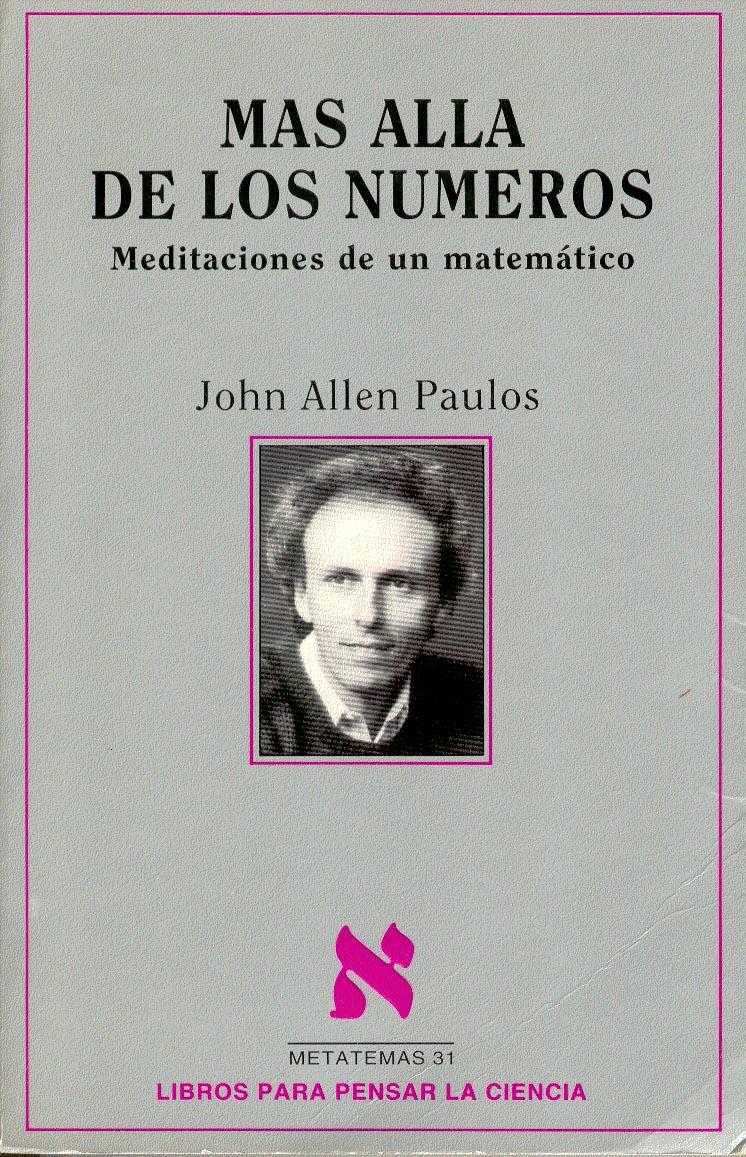 MAS ALLA
DE LOS NUMEROS
Meditaciones de un matemático
John Allen Paulos
א
METATEMAS 31
LIBROS PARA PENSAR LA CIENCIA